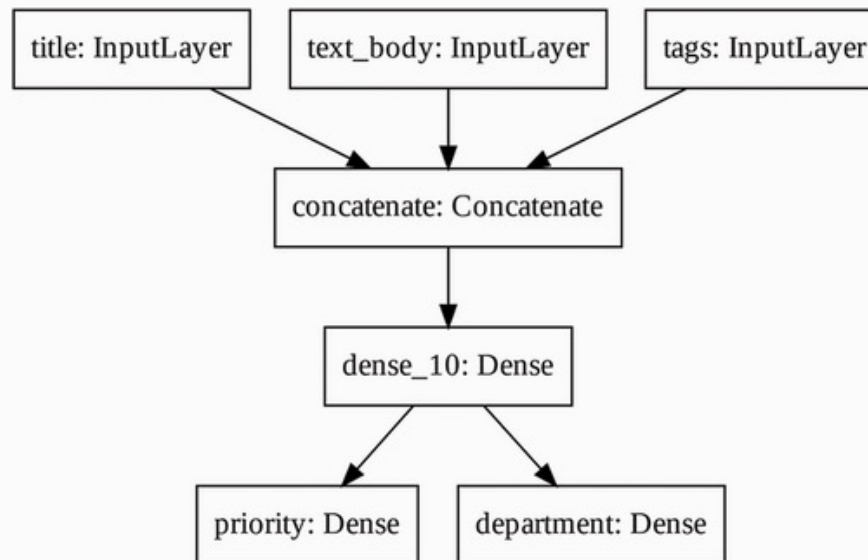 title: InputLayer
text_body: InputLayer
tags: InputLayer
concatenate: Concatenate
dense_10: Dense
priority: Dense
department: Dense